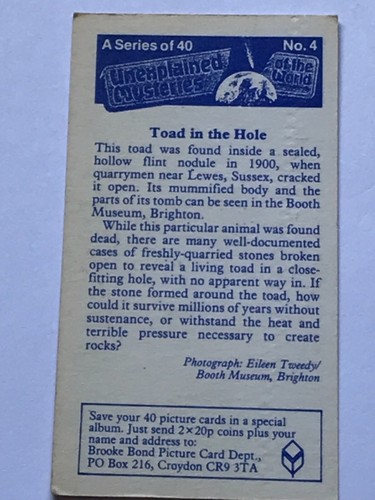 A Series of 40 No. 4
Unexplained Mysteries of the World
Toad in the Hole
This toad was found inside a sealed,
hollow flint nodule in 1900, when
quarrymen near Lewes, Sussex, cracked
it open. Its mummified body and the
parts of its tomb can be seen in the Booth
Museum, Brighton.
While this particular animal was found
dead, there are many well-documented
cases of freshly-quarried stones broken
open to reveal a living toad in a close-
fitting hole, with no apparent way in. If
the stone formed around the toad, how
could it survive millions of years without
sustenance, or withstand the heat and
terrible pressure necessary to create
rocks?
Photograph: Eileen Tweedy/
Booth Museum, Brighton
Save your 40 picture cards in a special
album. Just send 2×20p coins plus your
name and address to:
Brooke Bond Picture Card Dept.,
PO Box 216, Croydon CR9 3TA